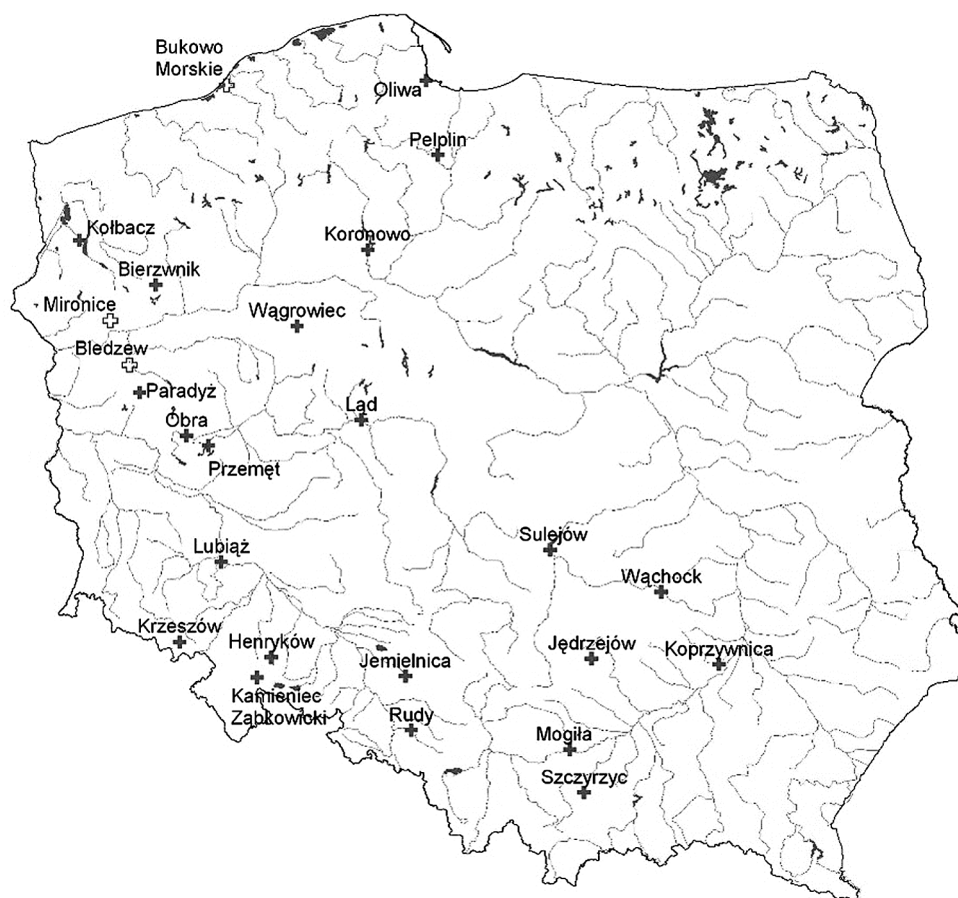 Bukowo
Morskie
Oliwa
Pelplin
Kołbacz
Koronowo
Bierzwnik
Mironice
Wągrowiec
Bledzew
Paradyż
Ląd
Obra
Przemęt
Sulejów
Lubiąż
Wąchock
Krzeszów
Henryków
Jędrzejów
Koprzywnica
Jemielnica
Kamieniec
Ząbkowicki
Rudy
Mogiła
Szczyrzyc